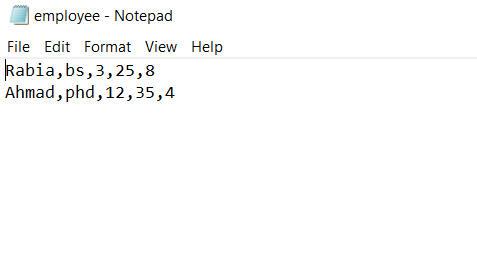 employee - Notepad
File Edit Format View Help
Rabia,bs,3,25,8
Ahmad,phd,12,35,4